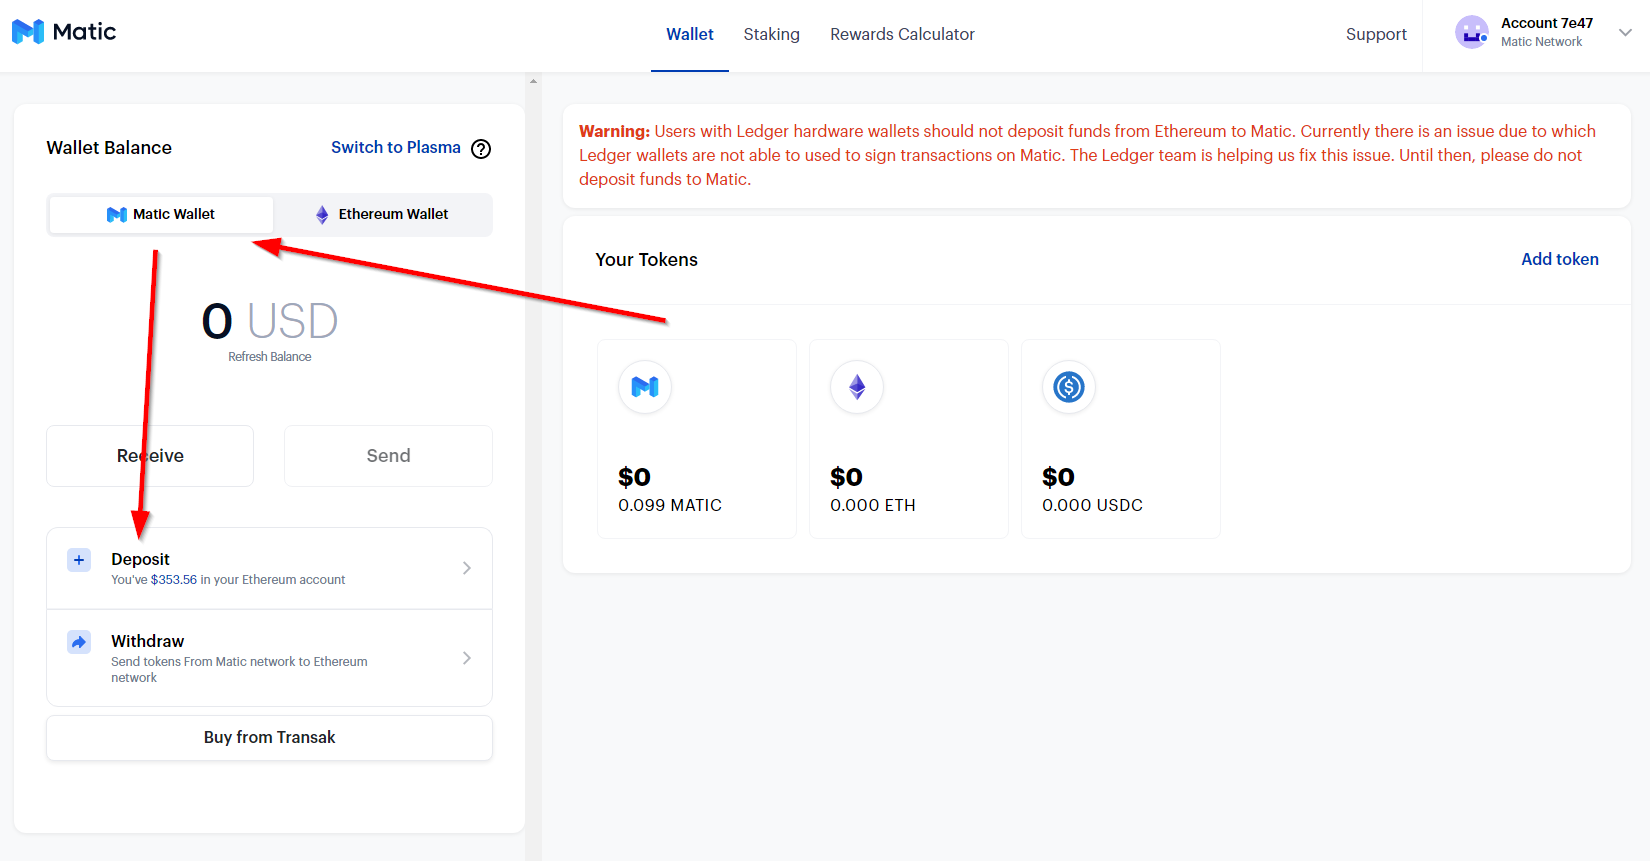 Matic
Wallet
Staking
Rewards Calculator
Support
Account 7e47
Matic Network
Wallet Balance
Switch to Plasma
?
Matic Wallet
Ethereum Wallet
0 USD
Refresh Balance
Receive
Send
Deposit
You've $353.56 in your Ethereum account
Withdraw
Send tokens From Matic network to Ethereum
network
Buy from Transak
Warning: Users with Ledger hardware wallets should not deposit funds from Ethereum to Matic. Currently there is an issue due to which
Ledger wallets are not able to used to sign transactions on Matic. The Ledger team is helping us fix this issue. Until then, please do not
deposit funds to Matic.
Your Tokens
Add token
$0
0.099 MATIC
$0
0.000 ETH
$0
0.000 USDC